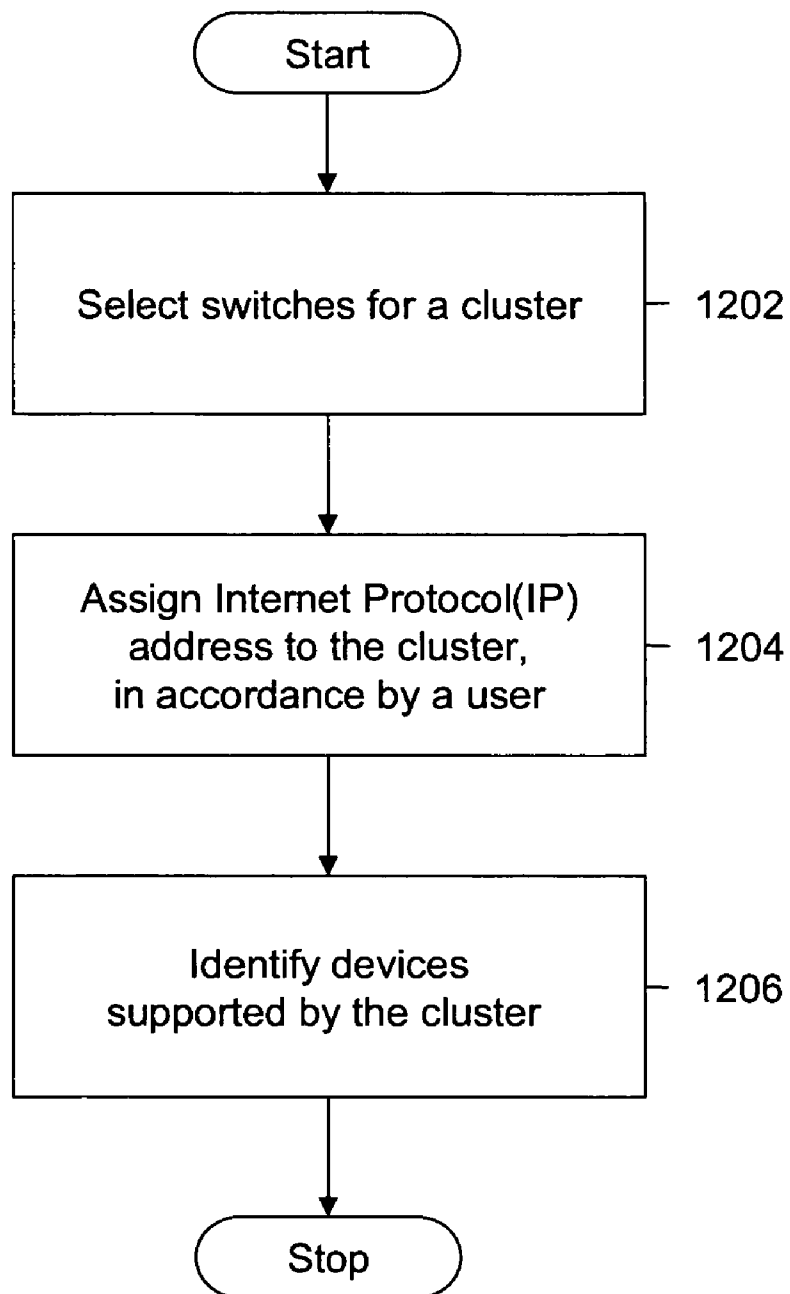 Start
Select switches for a cluster
1202
Assign Internet Protocol(IP)
address to the cluster,
in accordance by a user
1204
Identify devices
supported by the cluster
1206
Stop